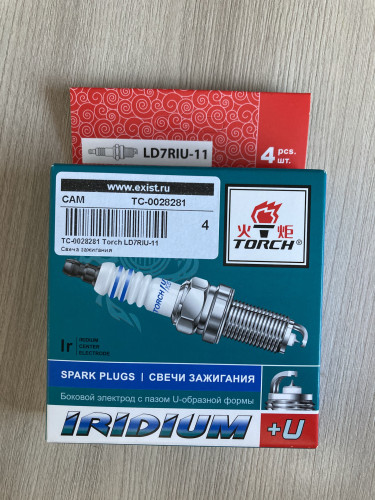 LD7RIU-11
4 pcs.
шт.
www.exist.ru
CAM TC-0028281
4
TC-0028281 Torch LD7RIU-11
Свеча зажигания
火炬
TORCH®
TORCH
Ir
IRIDIUM
CENTER
ELECTRODES
SPARK PLUGS | СВЕЧИ ЗАЖИГАНИЯ
Боковой электрод с пазом U-образной формы
IRIDIUM +U